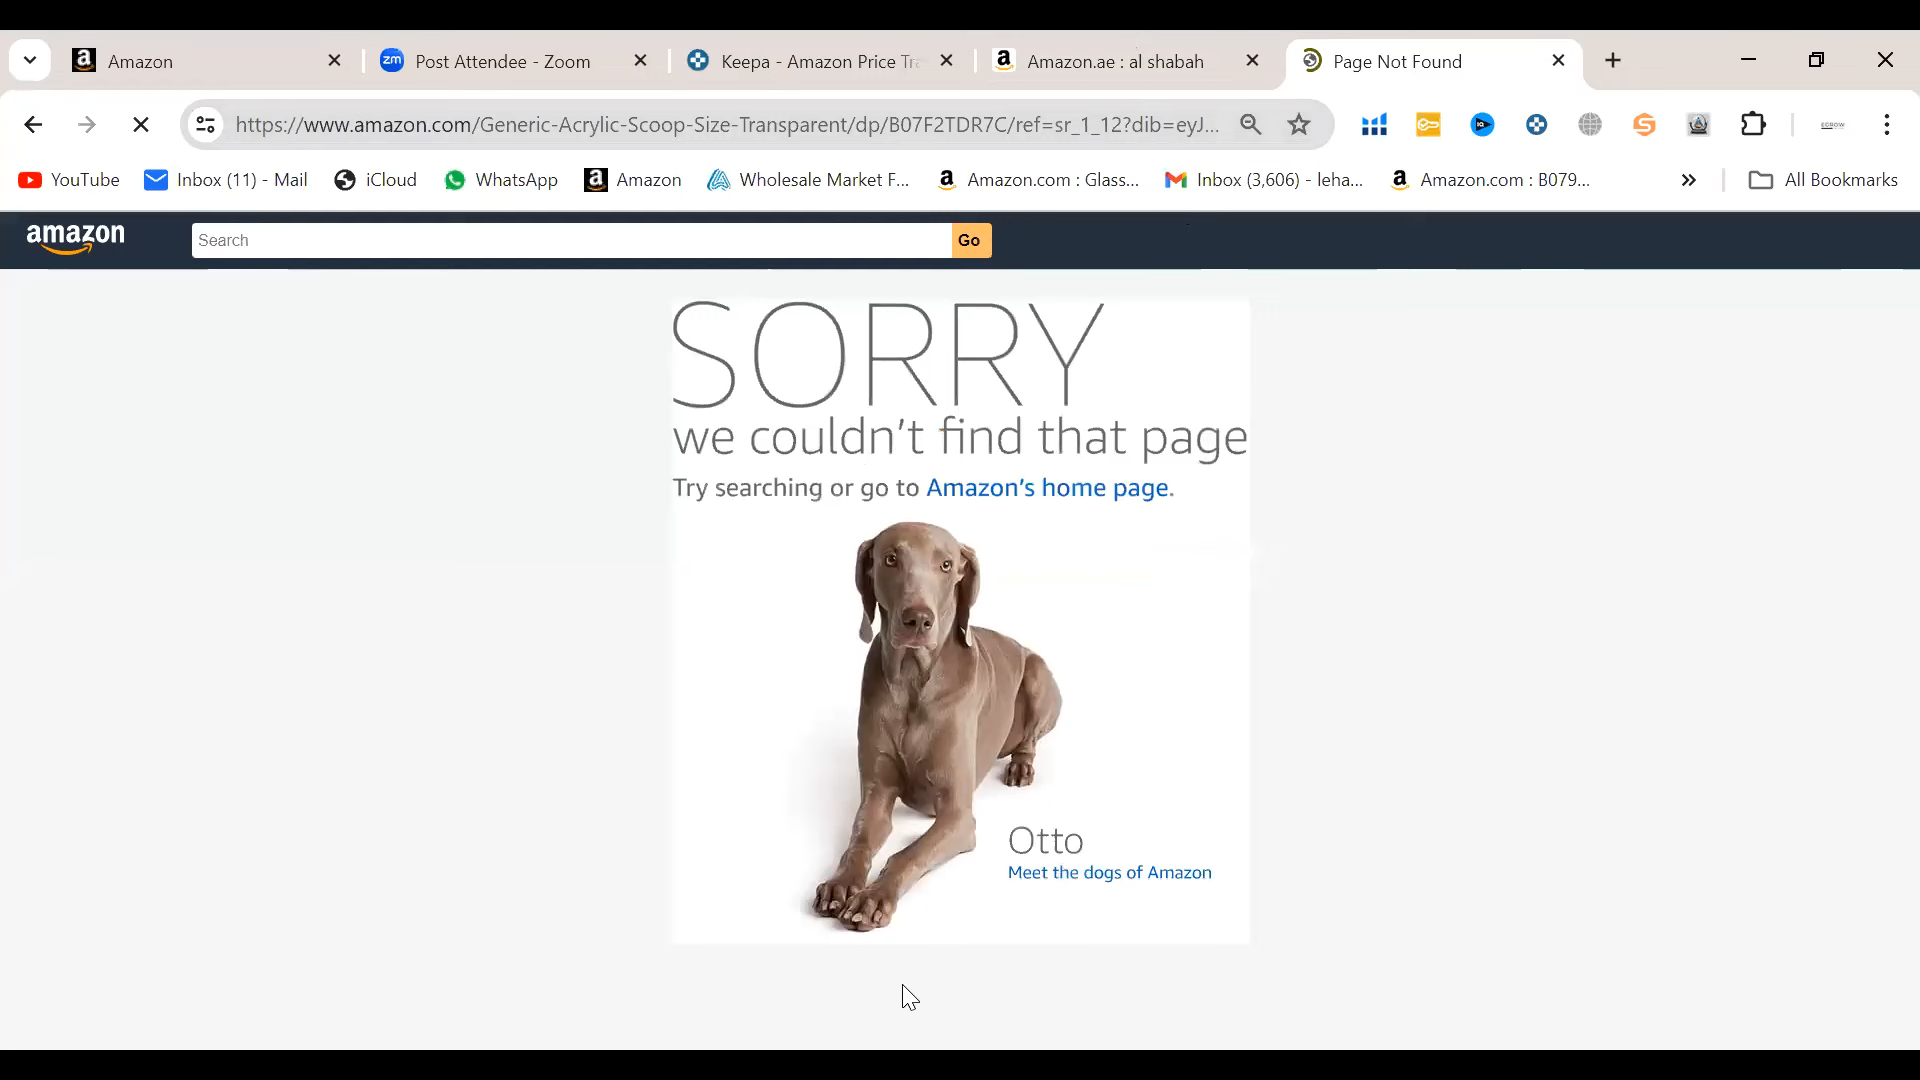 Amazon
Post Attendee - Zoom
Keepa - Amazon Price Tra
Amazon.ae : al shabah
Page Not Found
https://www.amazon.com/Generic-Acrylic-Scoop-Size-Transparent/dp/B07F2TDR7C/ref=sr_1_12?dib=eyJ...
EGROW
YouTube
Inbox (11) - Mail
iCloud
WhatsApp
Amazon
Wholesale Market F...
Amazon.com : Glass...
Inbox (3,606) - leha...
Amazon.com : B079...
All Bookmarks
amazon
Search
Go
SORRY
we couldn't find that page
Try searching or go to Amazon's home page.
Otto
Meet the dogs of Amazon